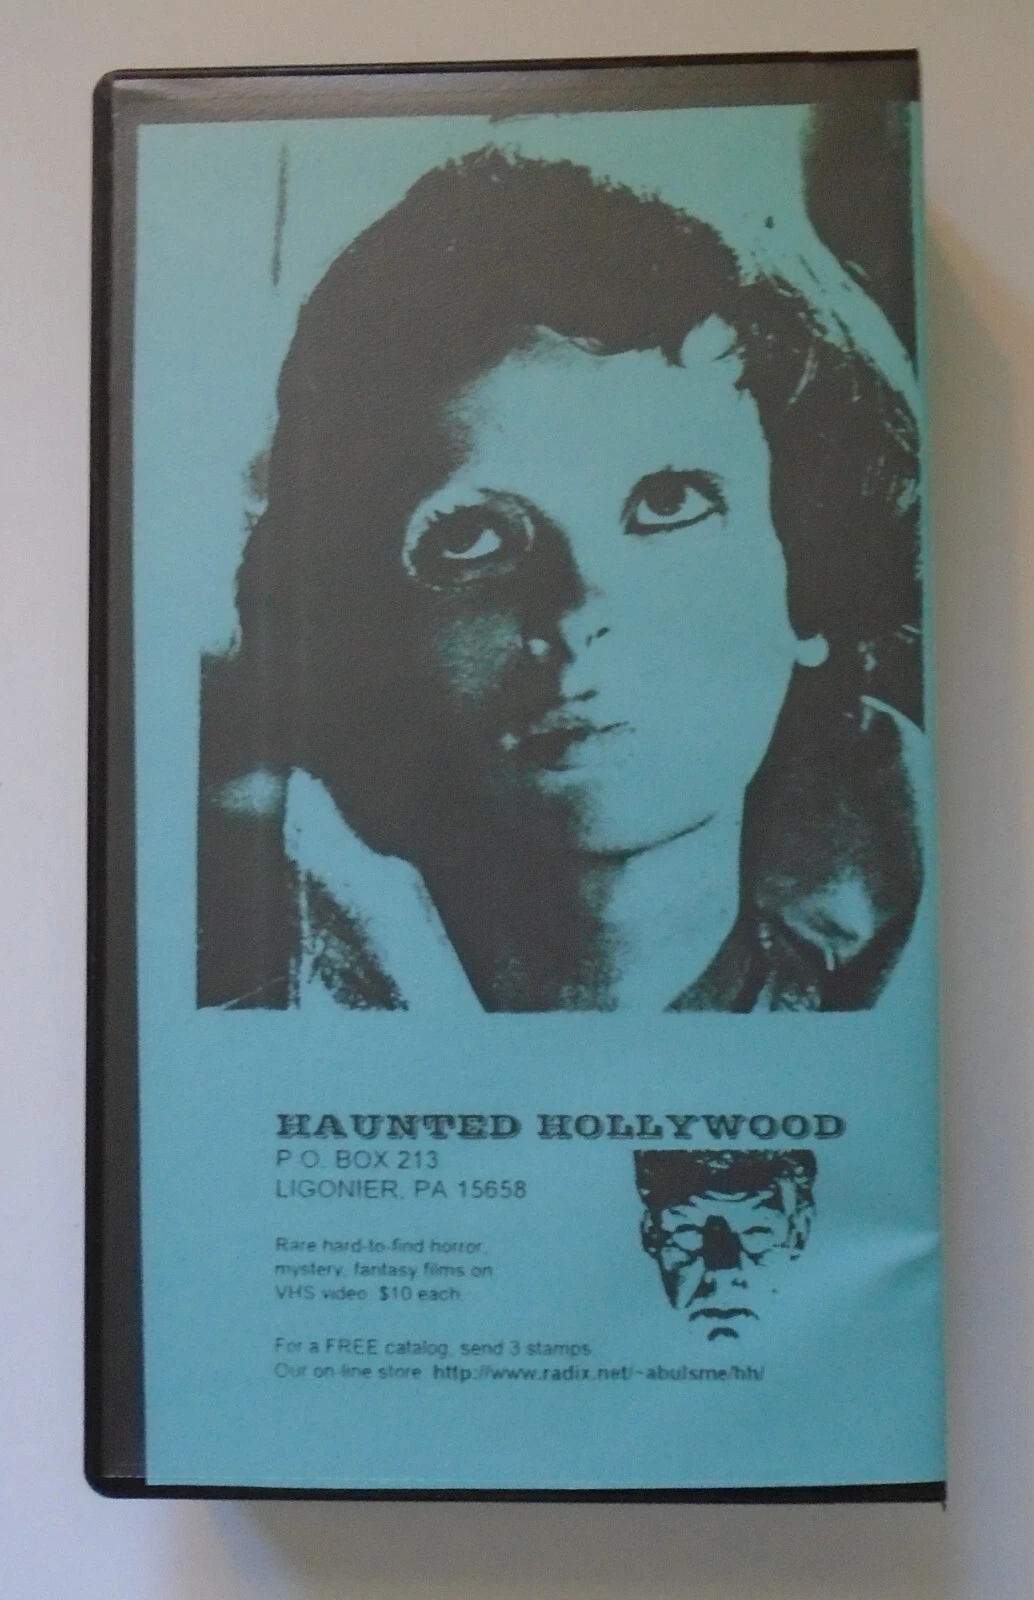 HAUNTED HOLLYWOOD
P.O. BOX 213
LIGONIER, PA 15658
Rare hard-to-find horror,
mystery, fantasy films on
VHS video. $10 each.
For a FREE catalog, send 3 stamps.
Our on-line store: http://www.radix.net/~abulsme/hh/